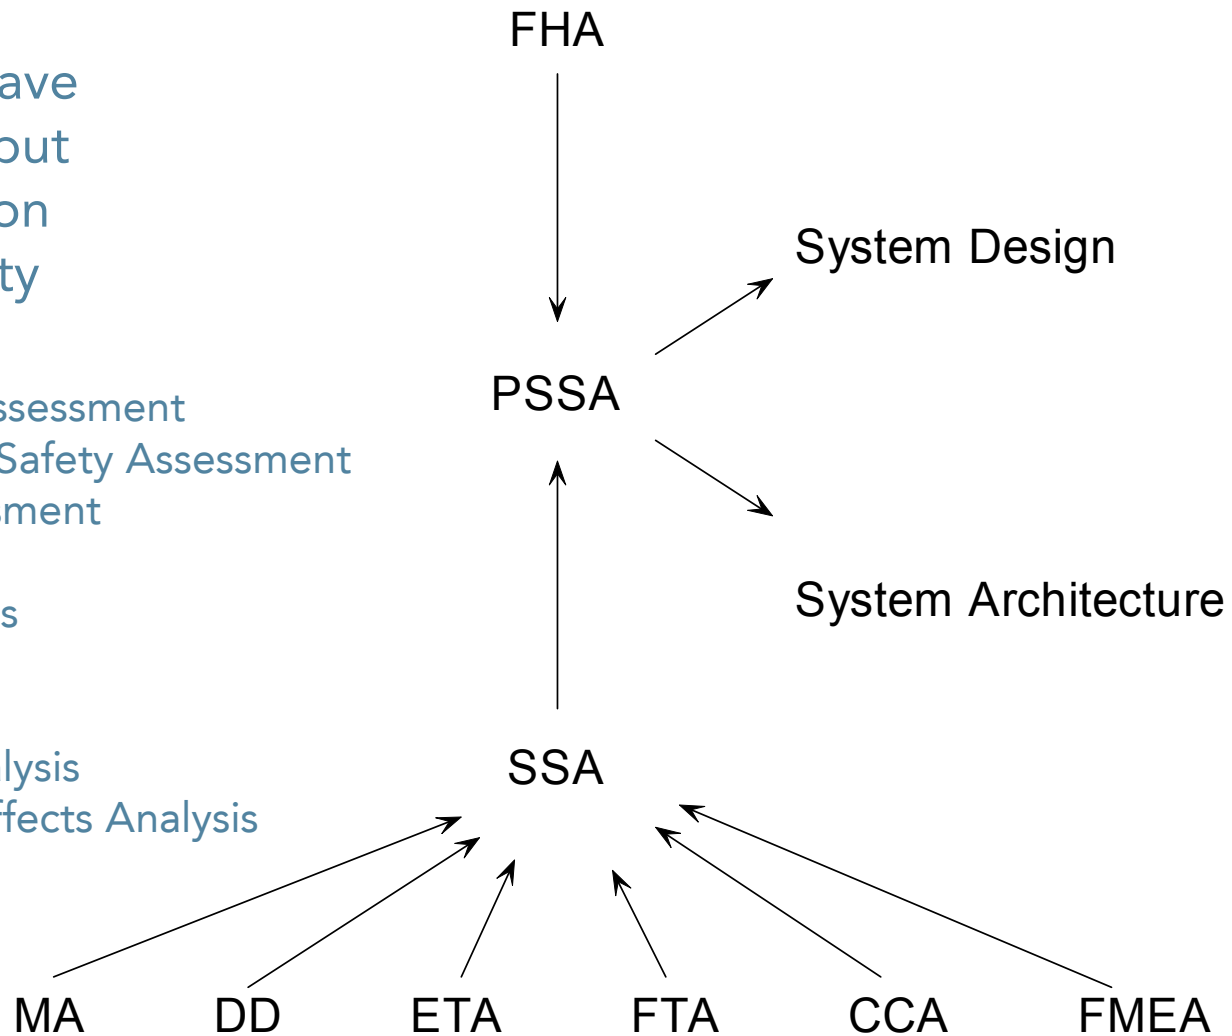 FHA
ave
out
on
ty
System Design
PSSA
ssessment
Safety Assessment
sment
System Architecture
s
SSA
lysis
ffects Analysis
MA DD ETA FTA CCA FMEA